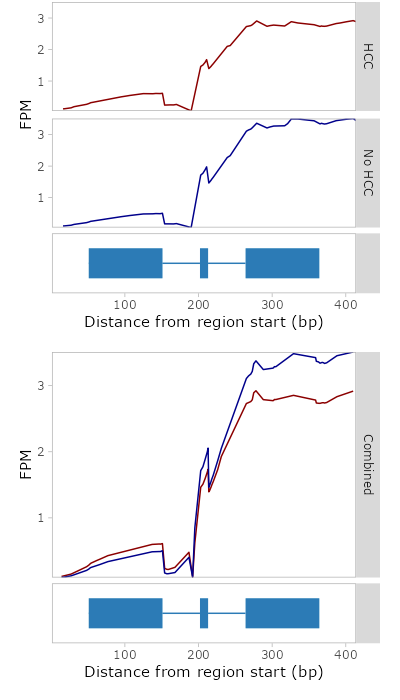 3
2
1
HCC
FPM
3
2
1
No HCC
100 200 300 400
Distance from region start (bp)
3
2
1
FPM
Combined
100 200 300 400
Distance from region start (bp)